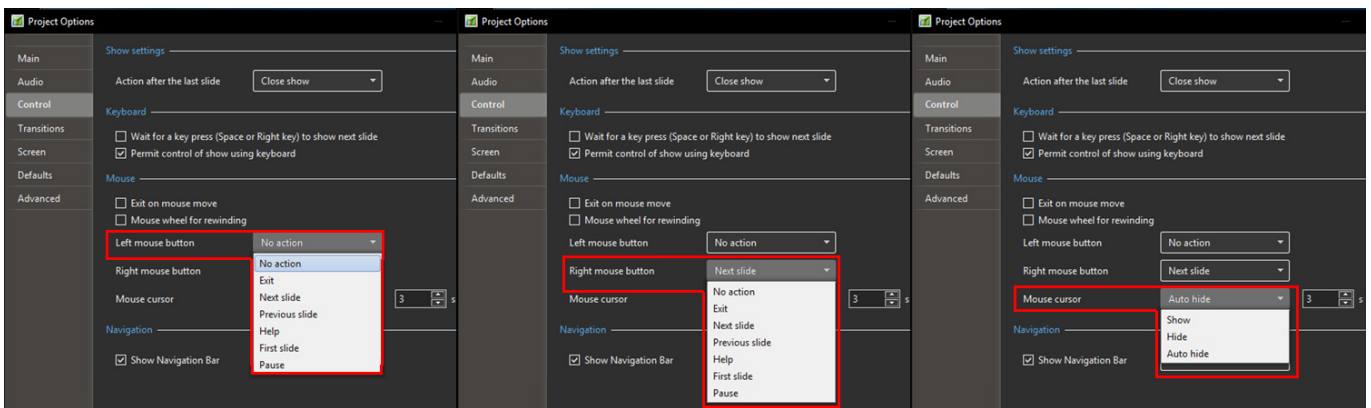 Project Options
Main
Audio
Control
Transitions
Screen
Defaults
Advanced
Show settings
Action after the last slide Close show
Keyboard
Wait for a key press (Space or Right key) to show next slide
Permit control of show using keyboard
Mouse
Exit on mouse move
Mouse wheel for rewinding
Left mouse button No action
No action
Exit
Next slide
Previous slide
Help
First slide
Pause
Right mouse button
Mouse cursor 3 s
Navigation
Show Navigation Bar
Project Options
Main
Audio
Control
Transitions
Screen
Defaults
Advanced
Show settings
Action after the last slide Close show
Keyboard
Wait for a key press (Space or Right key) to show next slide
Permit control of show using keyboard
Mouse
Exit on mouse move
Mouse wheel for rewinding
Left mouse button No action
Right mouse button Next slide
No action
Exit
Next slide
Previous slide
Help
First slide
Pause
Mouse cursor 3 s
Navigation
Show Navigation Bar
Project Options
Main
Audio
Control
Transitions
Screen
Defaults
Advanced
Show settings
Action after the last slide Close show
Keyboard
Wait for a key press (Space or Right key) to show next slide
Permit control of show using keyboard
Mouse
Exit on mouse move
Mouse wheel for rewinding
Left mouse button No action
Right mouse button Next slide
Mouse cursor Auto hide 3 s
Show
Hide
Auto hide
Navigation
Show Navigation Bar